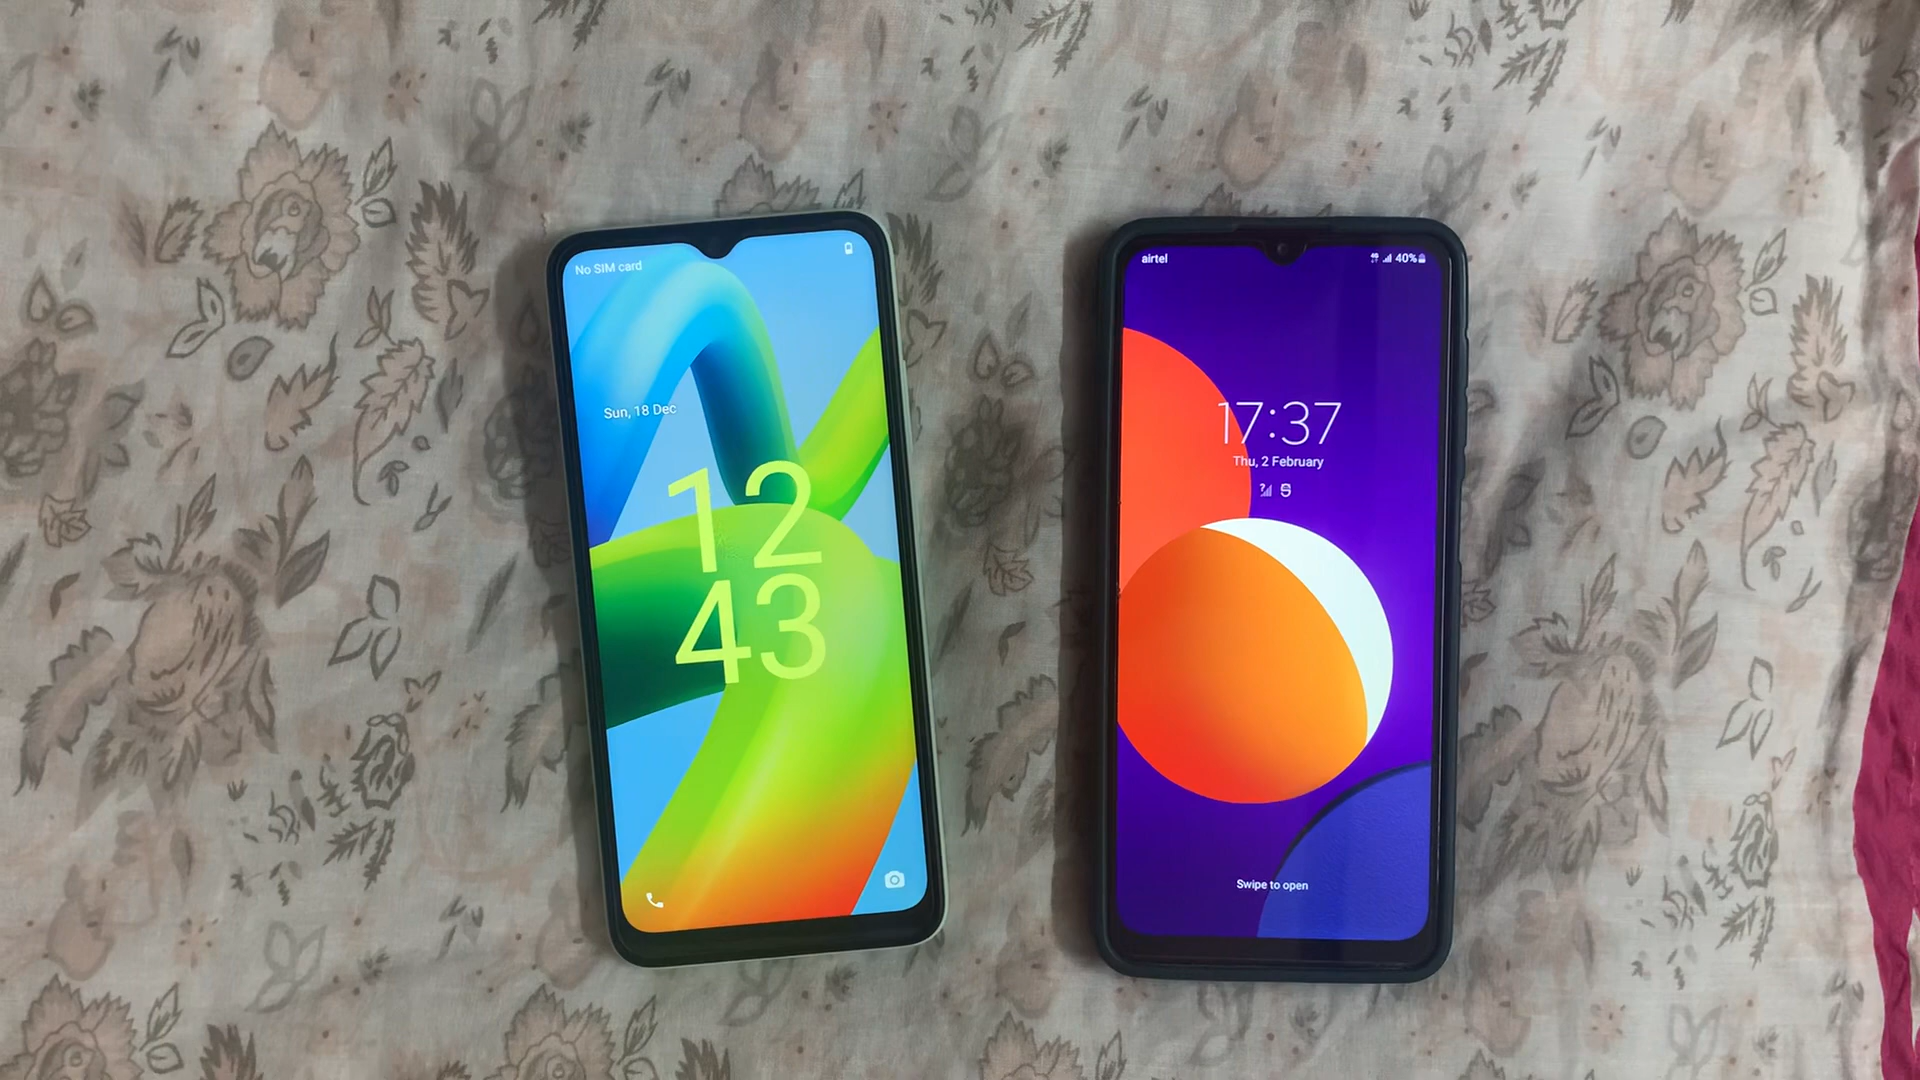 No SIM card
Sun, 18 Dec
12
43
airtel
40%
17:37
Thu, 2 February
Swipe to open